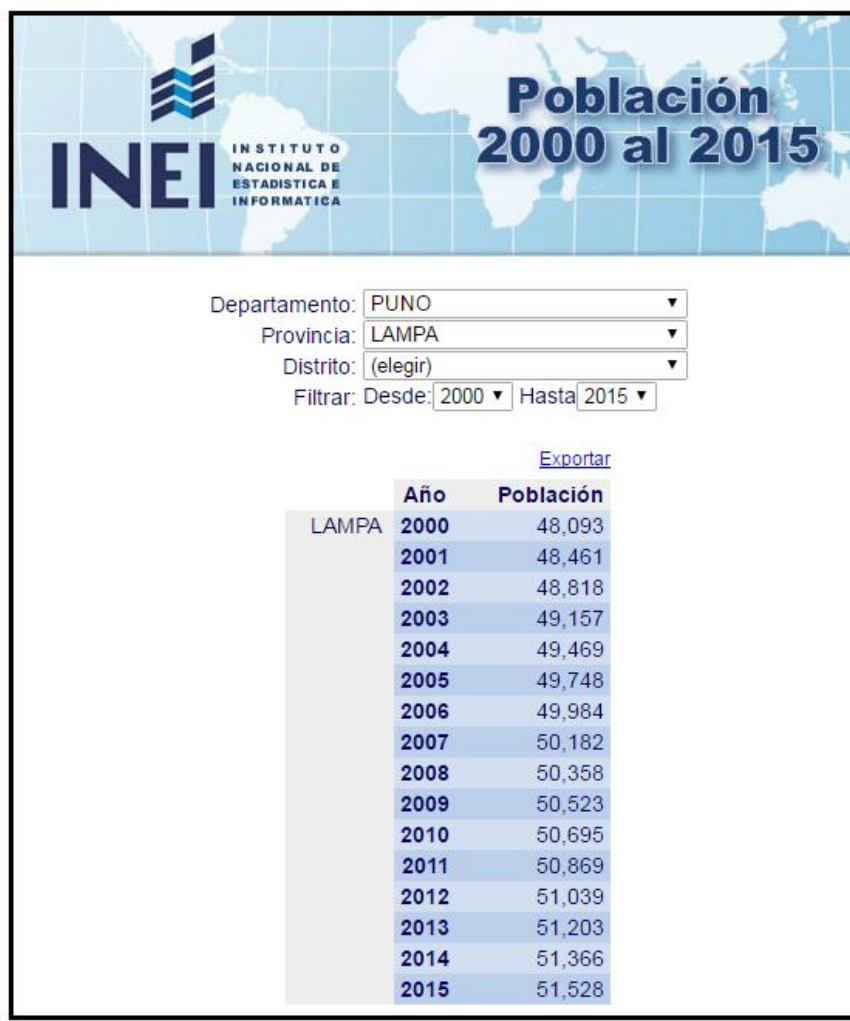 INEI
INSTITUTO
NACIONAL DE
ESTADISTICA E
INFORMATICA
Población
2000 al 2015
Departamento: PUNO
Provincia: LAMPA
Distrito: (elegir)
Filtrar: Desde: 2000 Hasta 2015
Exportar
Año Población
LAMPA 2000 48,093
2001 48,461
2002 48,818
2003 49,157
2004 49,469
2005 49,748
2006 49,984
2007 50,182
2008 50,358
2009 50,523
2010 50,695
2011 50,869
2012 51,039
2013 51,203
2014 51,366
2015 51,528